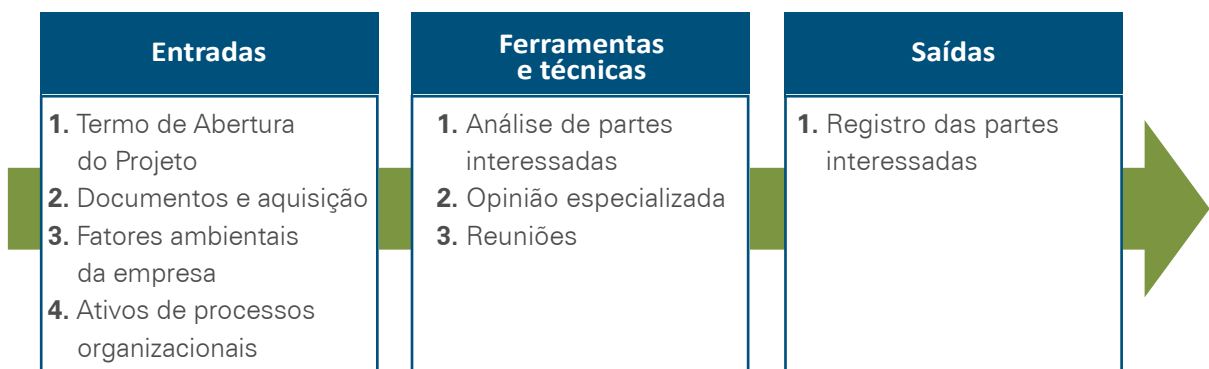 Entradas
1. Termo de Abertura
do Projeto
2. Documentos e aquisição
3. Fatores ambientais
da empresa
4. Ativos de processos
organizacionais
Ferramentas
e técnicas
1. Análise de partes
interessadas
2. Opinião especializada
3. Reuniões
Saídas
1. Registro das partes
interessadas